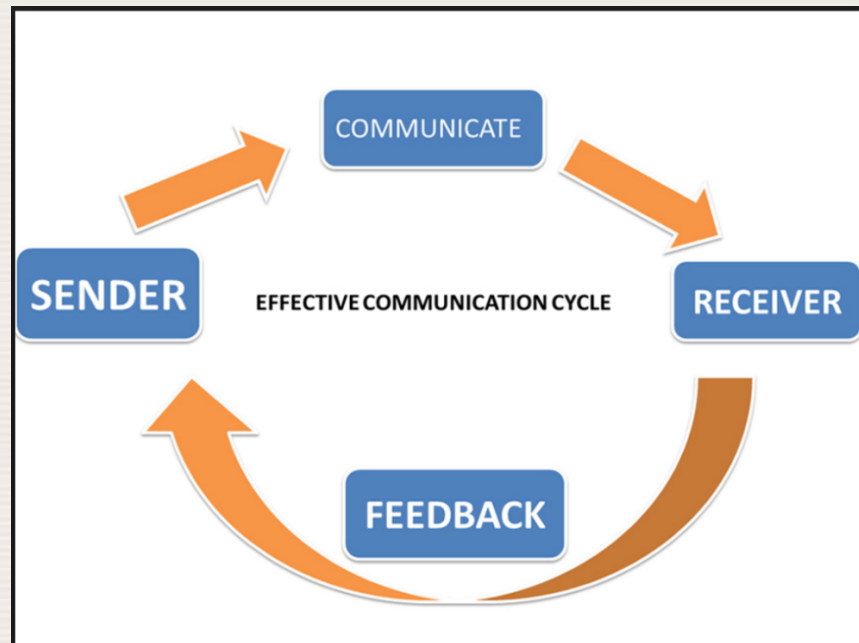 COMMUNICATE
SENDER
EFFECTIVE COMMUNICATION CYCLE
RECEIVER
FEEDBACK